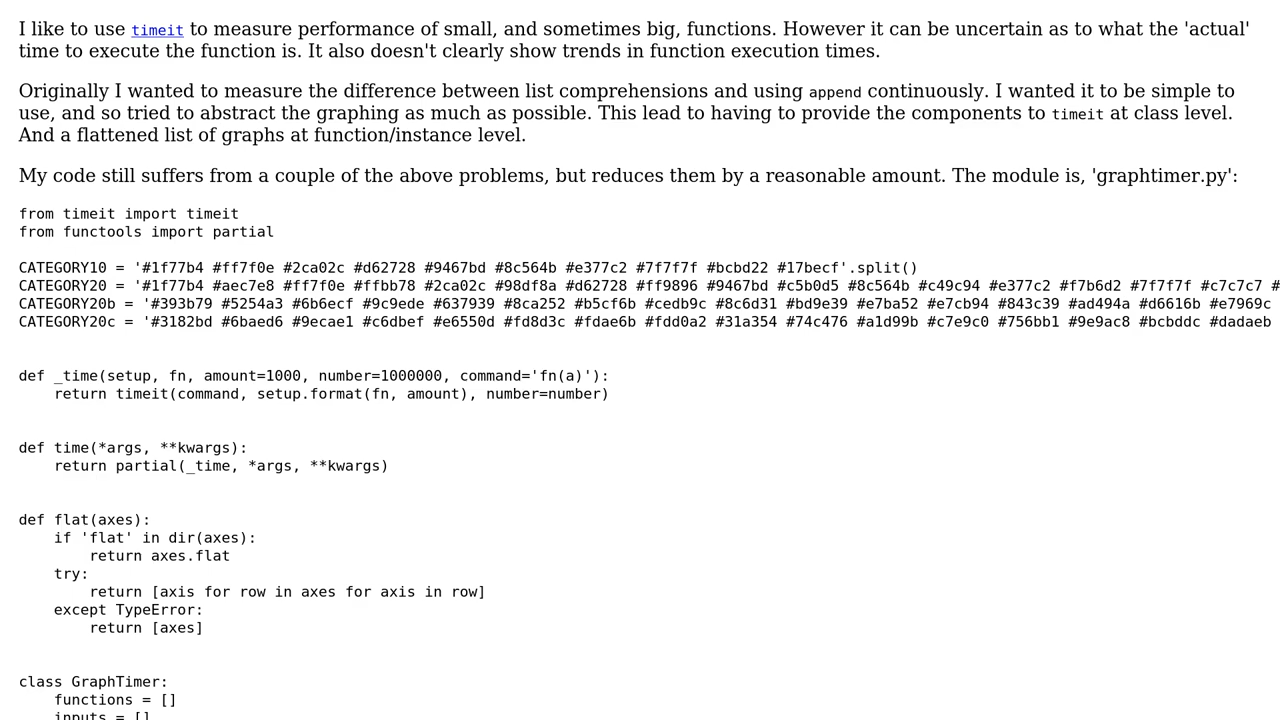 I like to use timeit to measure performance of small, and sometimes big, functions. However it can be uncertain as to what the 'actual'
time to execute the function is. It also doesn't clearly show trends in function execution times.
Originally I wanted to measure the difference between list comprehensions and using append continuously. I wanted it to be simple to
use, and so tried to abstract the graphing as much as possible. This lead to having to provide the components to timeit at class level.
And a flattened list of graphs at function/instance level.
My code still suffers from a couple of the above problems, but reduces them by a reasonable amount. The module is, 'graphtimer.py':
from timeit import timeit
from functools import partial
CATEGORY10 = '#1f77b4 #ff7f0e #2ca02c #d62728 #9467bd #8c564b #e377c2 #7f7f7f #bcbd22 #17becf'.split()
CATEGORY20 = '#1f77b4 #aec7e8 #ff7f0e #ffbb78 #2ca02c #98df8a #d62728 #ff9896 #9467bd #c5b0d5 #8c564b #c49c94 #e377c2 #f7b6d2 #7f7f7f #c7c7c7 #
CATEGORY20b = '#393b79 #5254a3 #6b6ecf #9c9ede #637939 #8ca252 #b5cf6b #cedb9c #8c6d31 #bd9e39 #e7ba52 #e7cb94 #843c39 #ad494a #d6616b #e7969c
CATEGORY20c = '#3182bd #6baed6 #9ecae1 #c6dbef #e6550d #fd8d3c #fdae6b #fdd0a2 #31a354 #74c476 #a1d99b #c7e9c0 #756bb1 #9e9ac8 #bcbddc #dadaeb
def _time(setup, fn, amount=1000, number=1000000, command='fn(a)'):
    return timeit(command, setup.format(fn, amount), number=number)
def time(*args, **kwargs):
    return partial(_time, *args, **kwargs)
def flat(axes):
    if 'flat' in dir(axes):
        return axes.flat
    try:
        return [axis for row in axes for axis in row]
    except TypeError:
        return [axes]
class GraphTimer:
    functions = []
    inputs = []